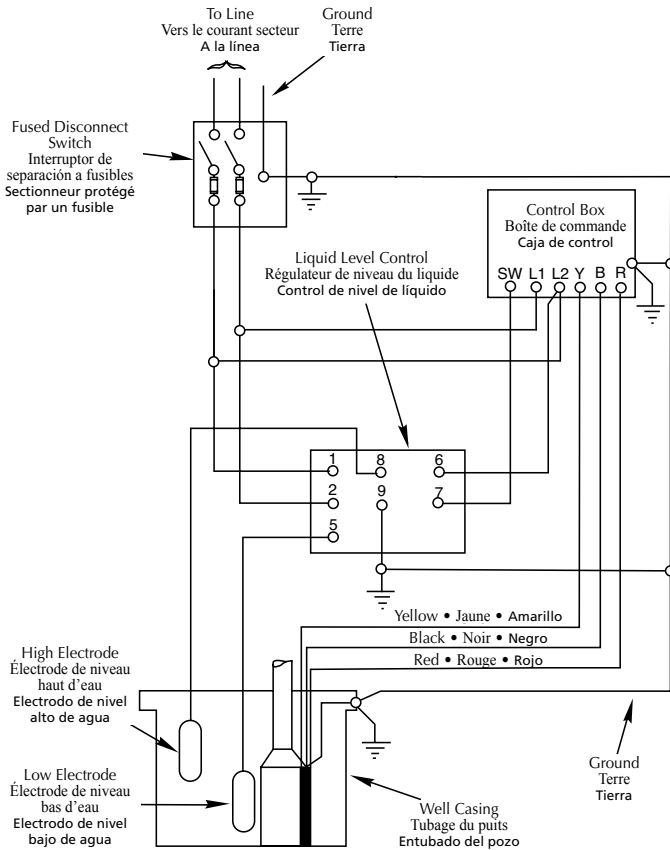 To Line
Vers le courant secteur
A la línea
Ground
Terre
Tierra
Fused Disconnect
Switch
Interruptor de
separación a fusibles
Sectionneur protégé
par un fusible
Control Box
Boîte de commande
Caja de control
SW L1 L2 Y B R
Liquid Level Control
Régulateur de niveau du liquide
Control de nivel de líquido
1 8 6
2 9 7
5
Yellow • Jaune • Amarillo
Black • Noir • Negro
Red • Rouge • Rojo
High Electrode
Électrode de niveau
haut d'eau
Electrodo de nivel
alto de agua
Low Electrode
Électrode de niveau
bas d'eau
Electrodo de nivel
bajo de agua
Well Casing
Tubage du puits
Entubado del pozo
Ground
Terre
Tierra